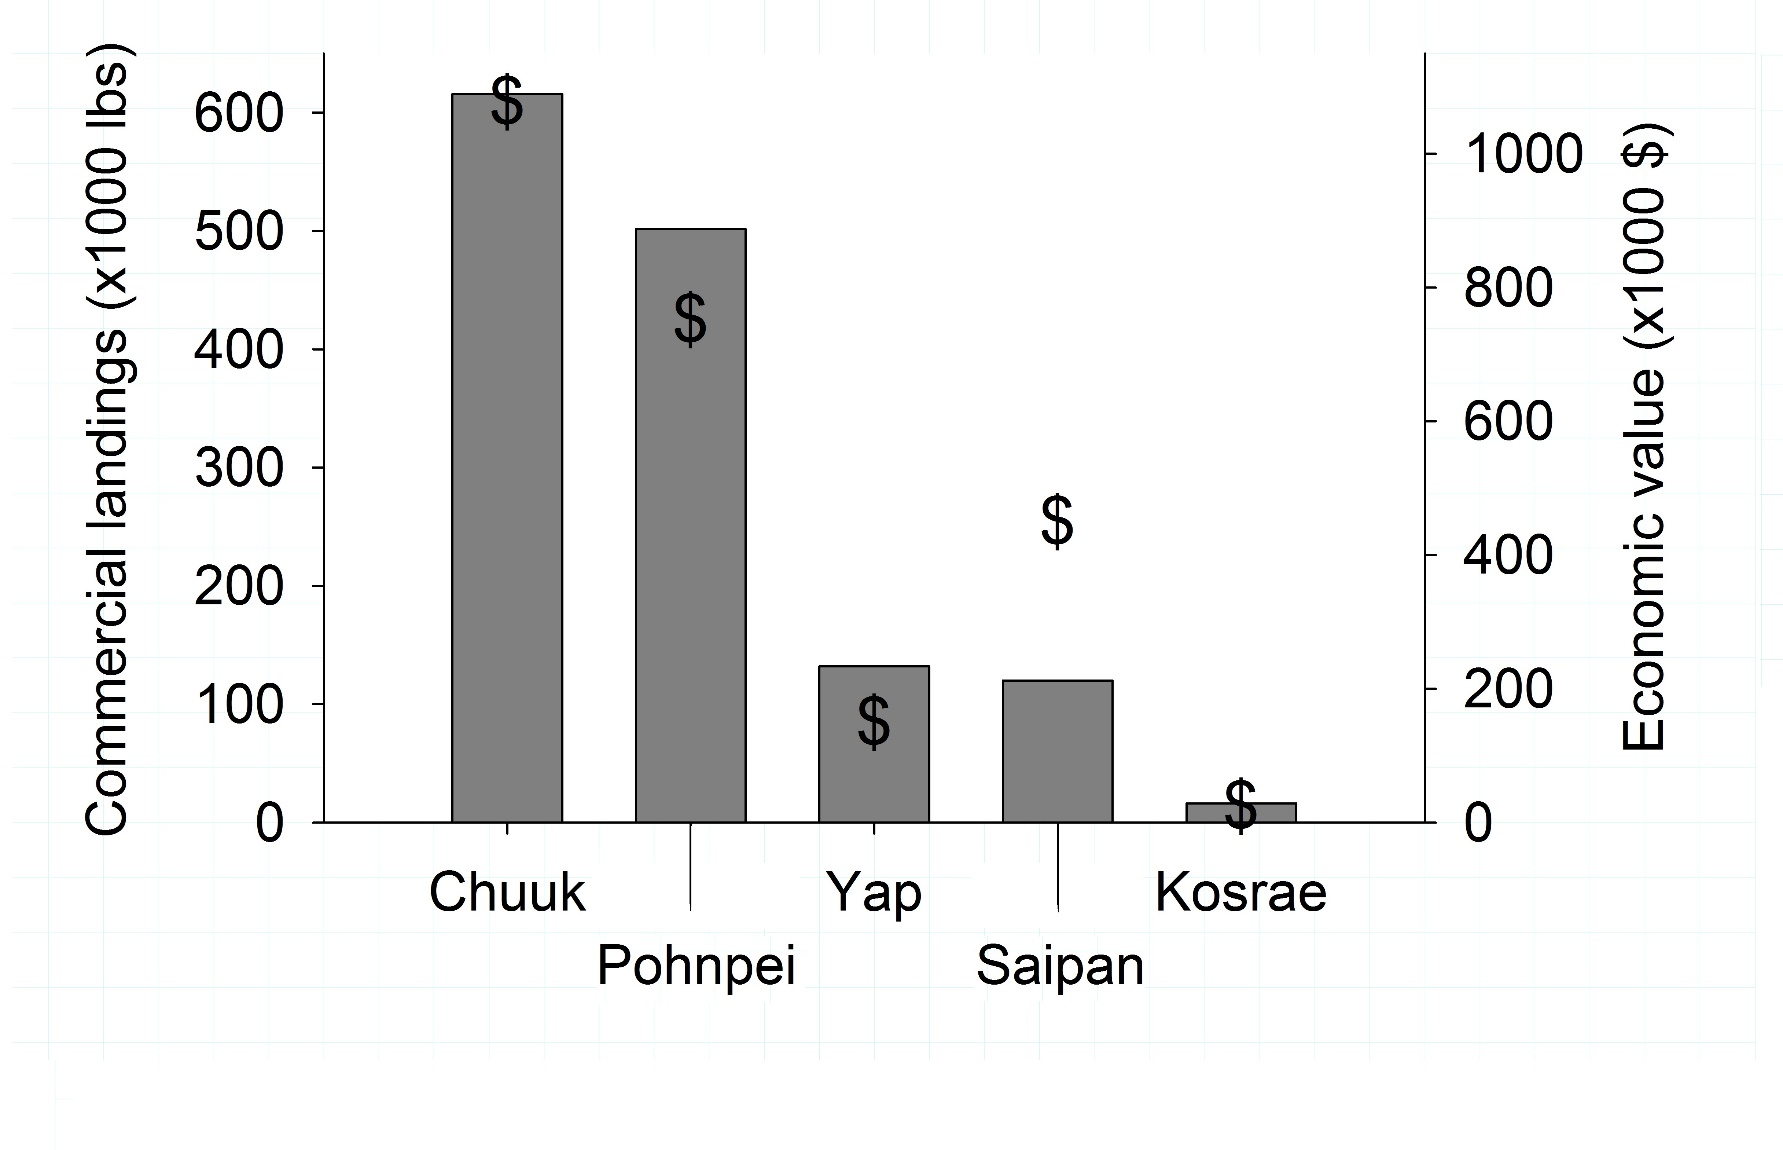 Commercial landings (x1000 lbs)
600
500
400
300
200
100
0
$
$
$
$
$
1000
800
600
400
200
0
Economic value (x1000 $)
Chuuk
Yap
Kosrae
Pohnpei
Saipan